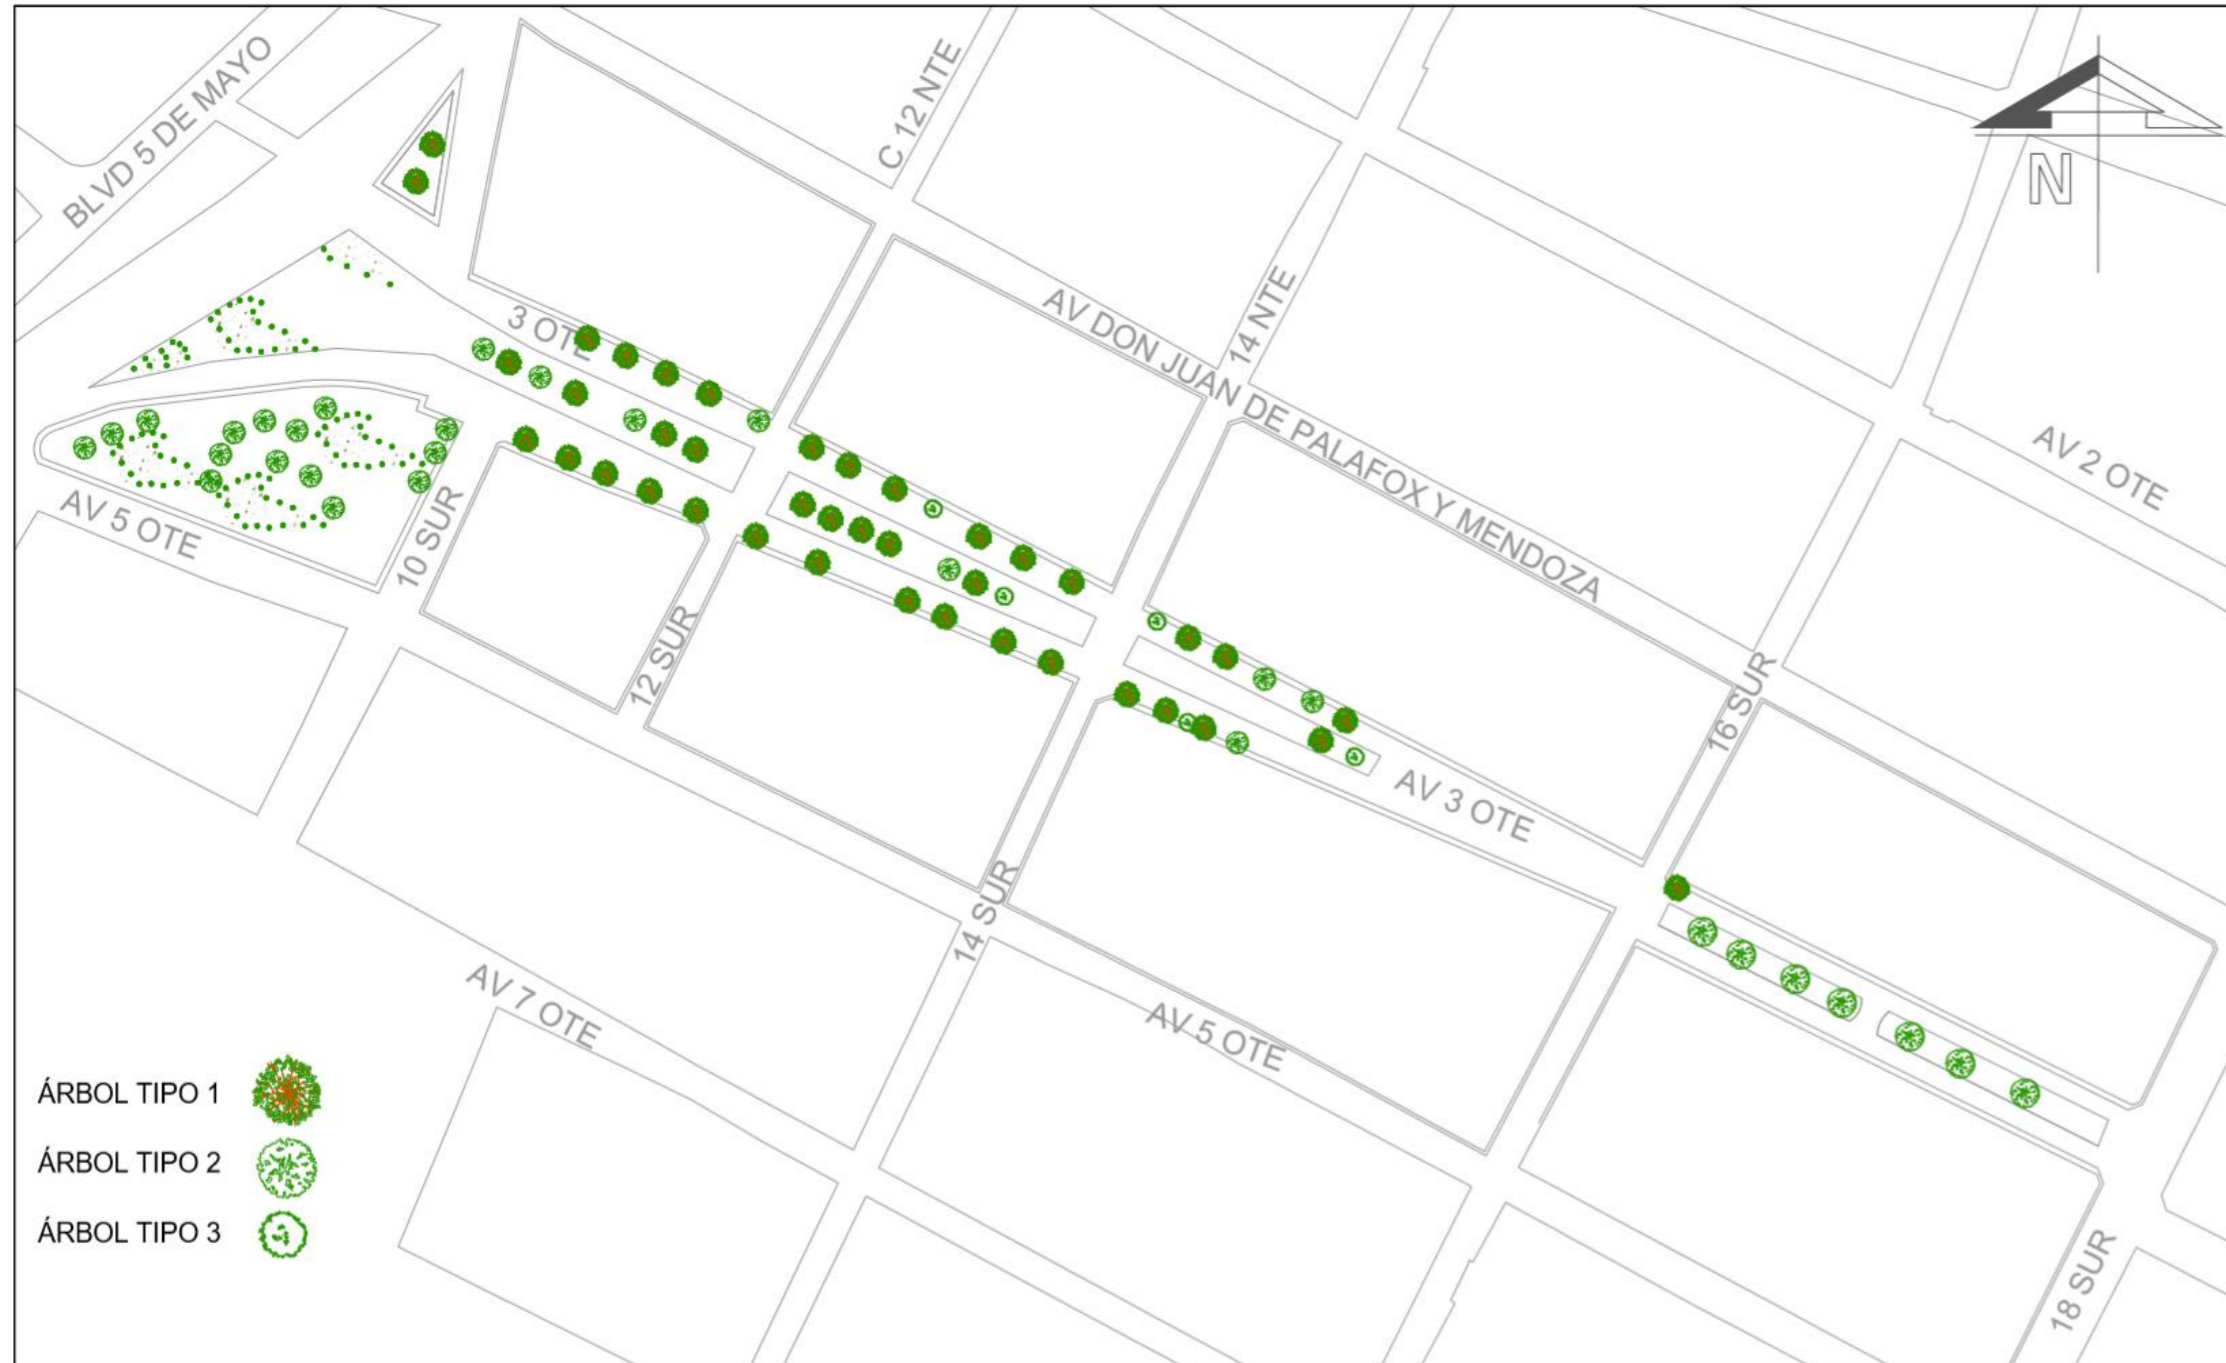 BLVD 5 DE MAYO
C 12 NTE
N
14 NTE
3 OTE
AV DON JUAN DE PALAFOX Y MENDOZA
AV 2 OTE
AV 5 OTE
10 SUR
12 SUR
16 SUR
AV 3 OTE
14 SUR
AV 7 OTE
AV 5 OTE
18 SUR
ÁRBOL TIPO 1
ÁRBOL TIPO 2
ÁRBOL TIPO 3